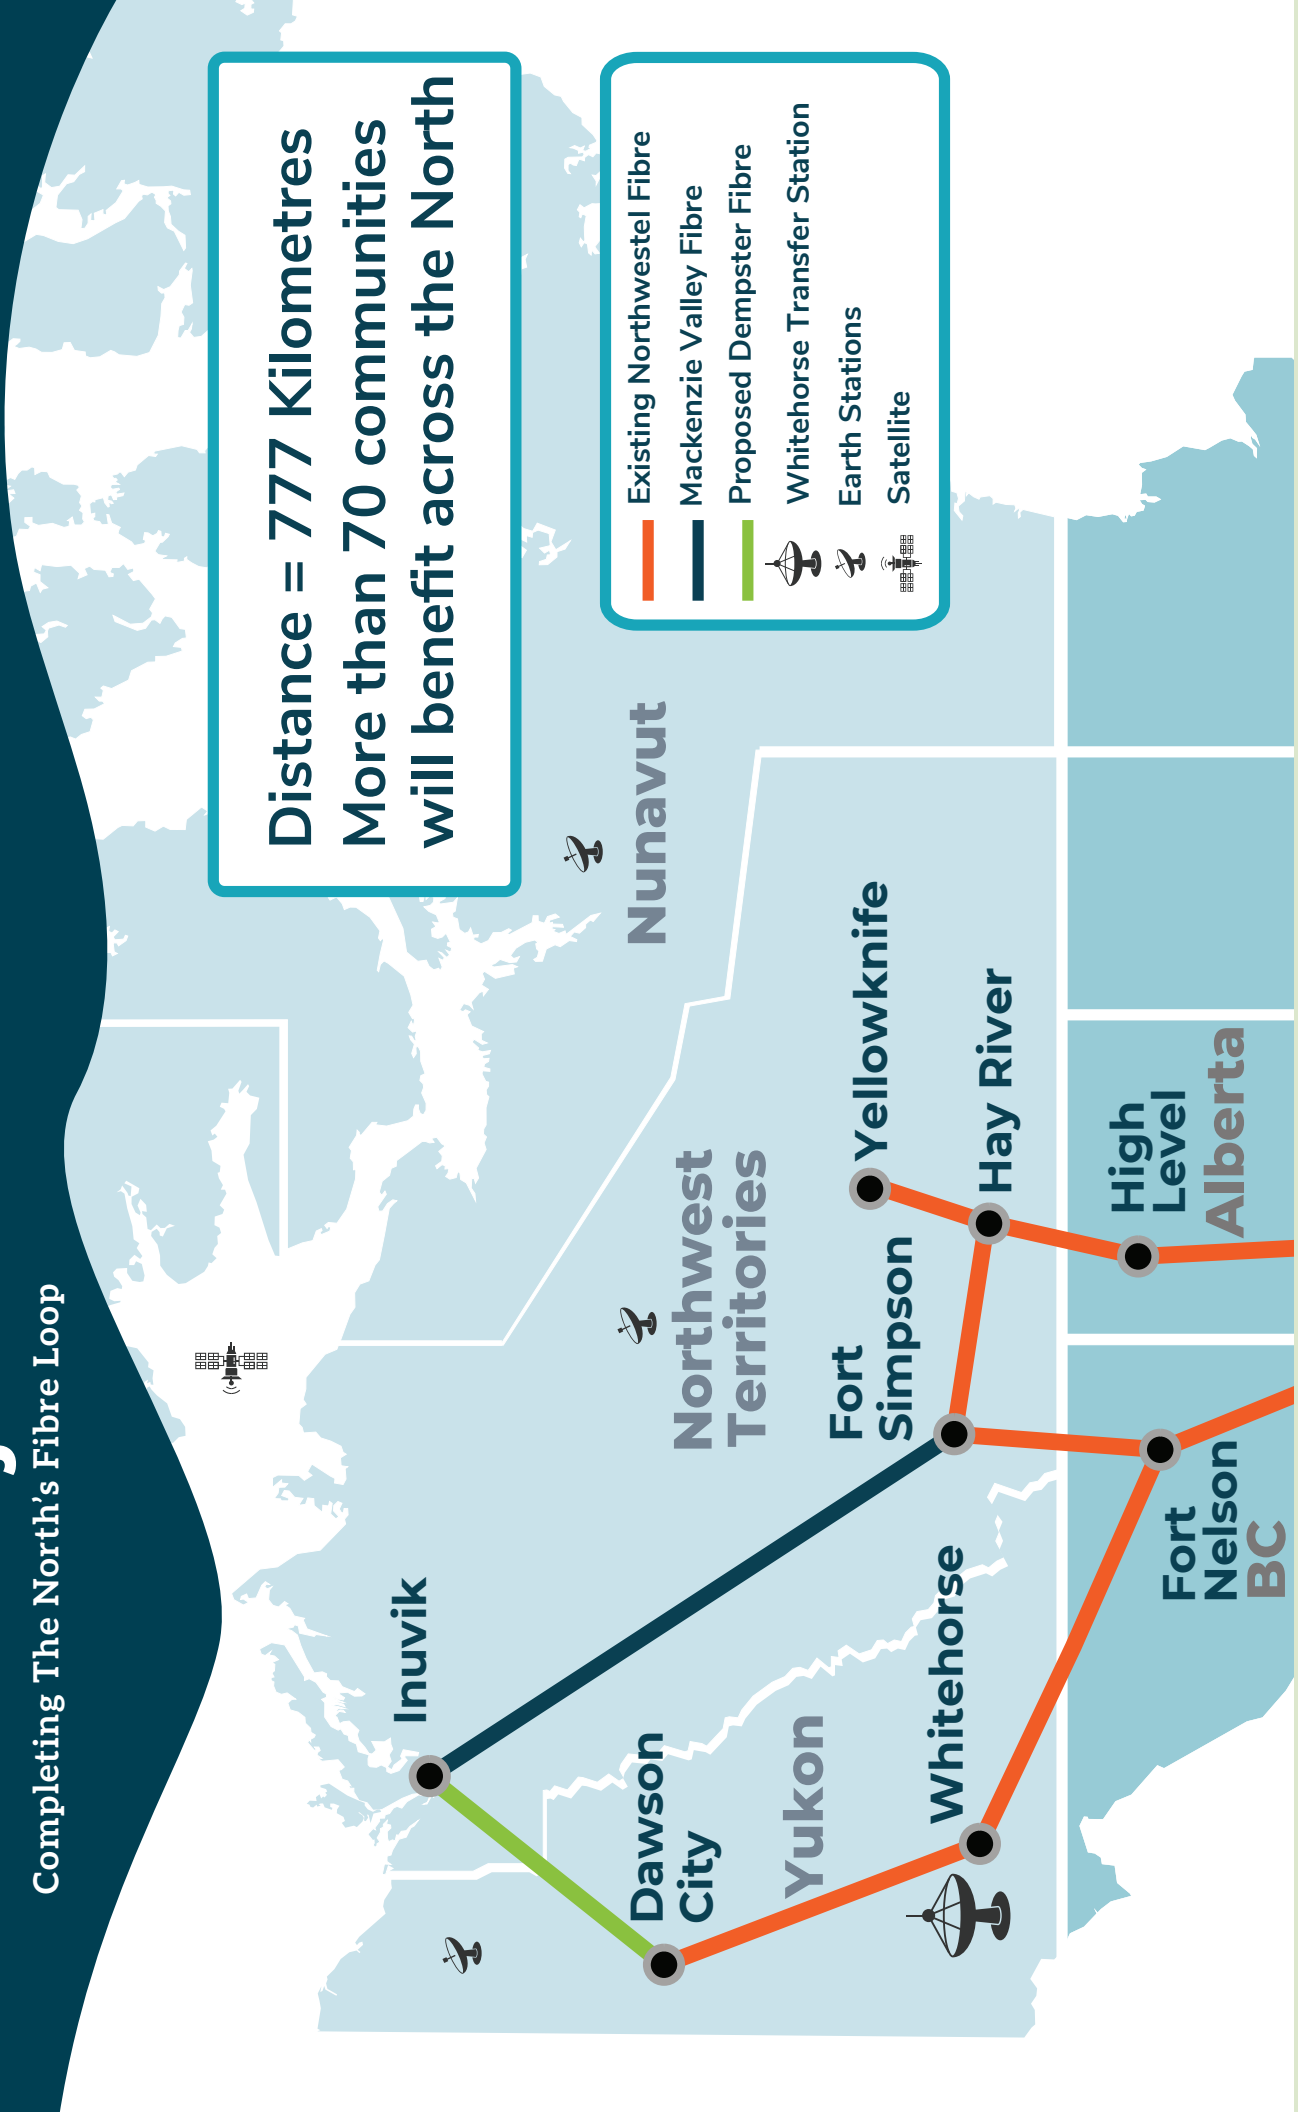 Completing The North's Fibre Loop
Distance = 777 Kilometres
More than 70 communities
will benefit across the North
Existing Northwestel Fibre
Mackenzie Valley Fibre
Proposed Dempster Fibre
Whitehorse Transfer Station
Earth Stations
Satellite
Inuvik
Nunavut
Dawson
City
Northwest
Territories
Yukon
Fort
Simpson
Yellowknife
Whitehorse
Hay River
High
Level
Alberta
Fort
Nelson
BC